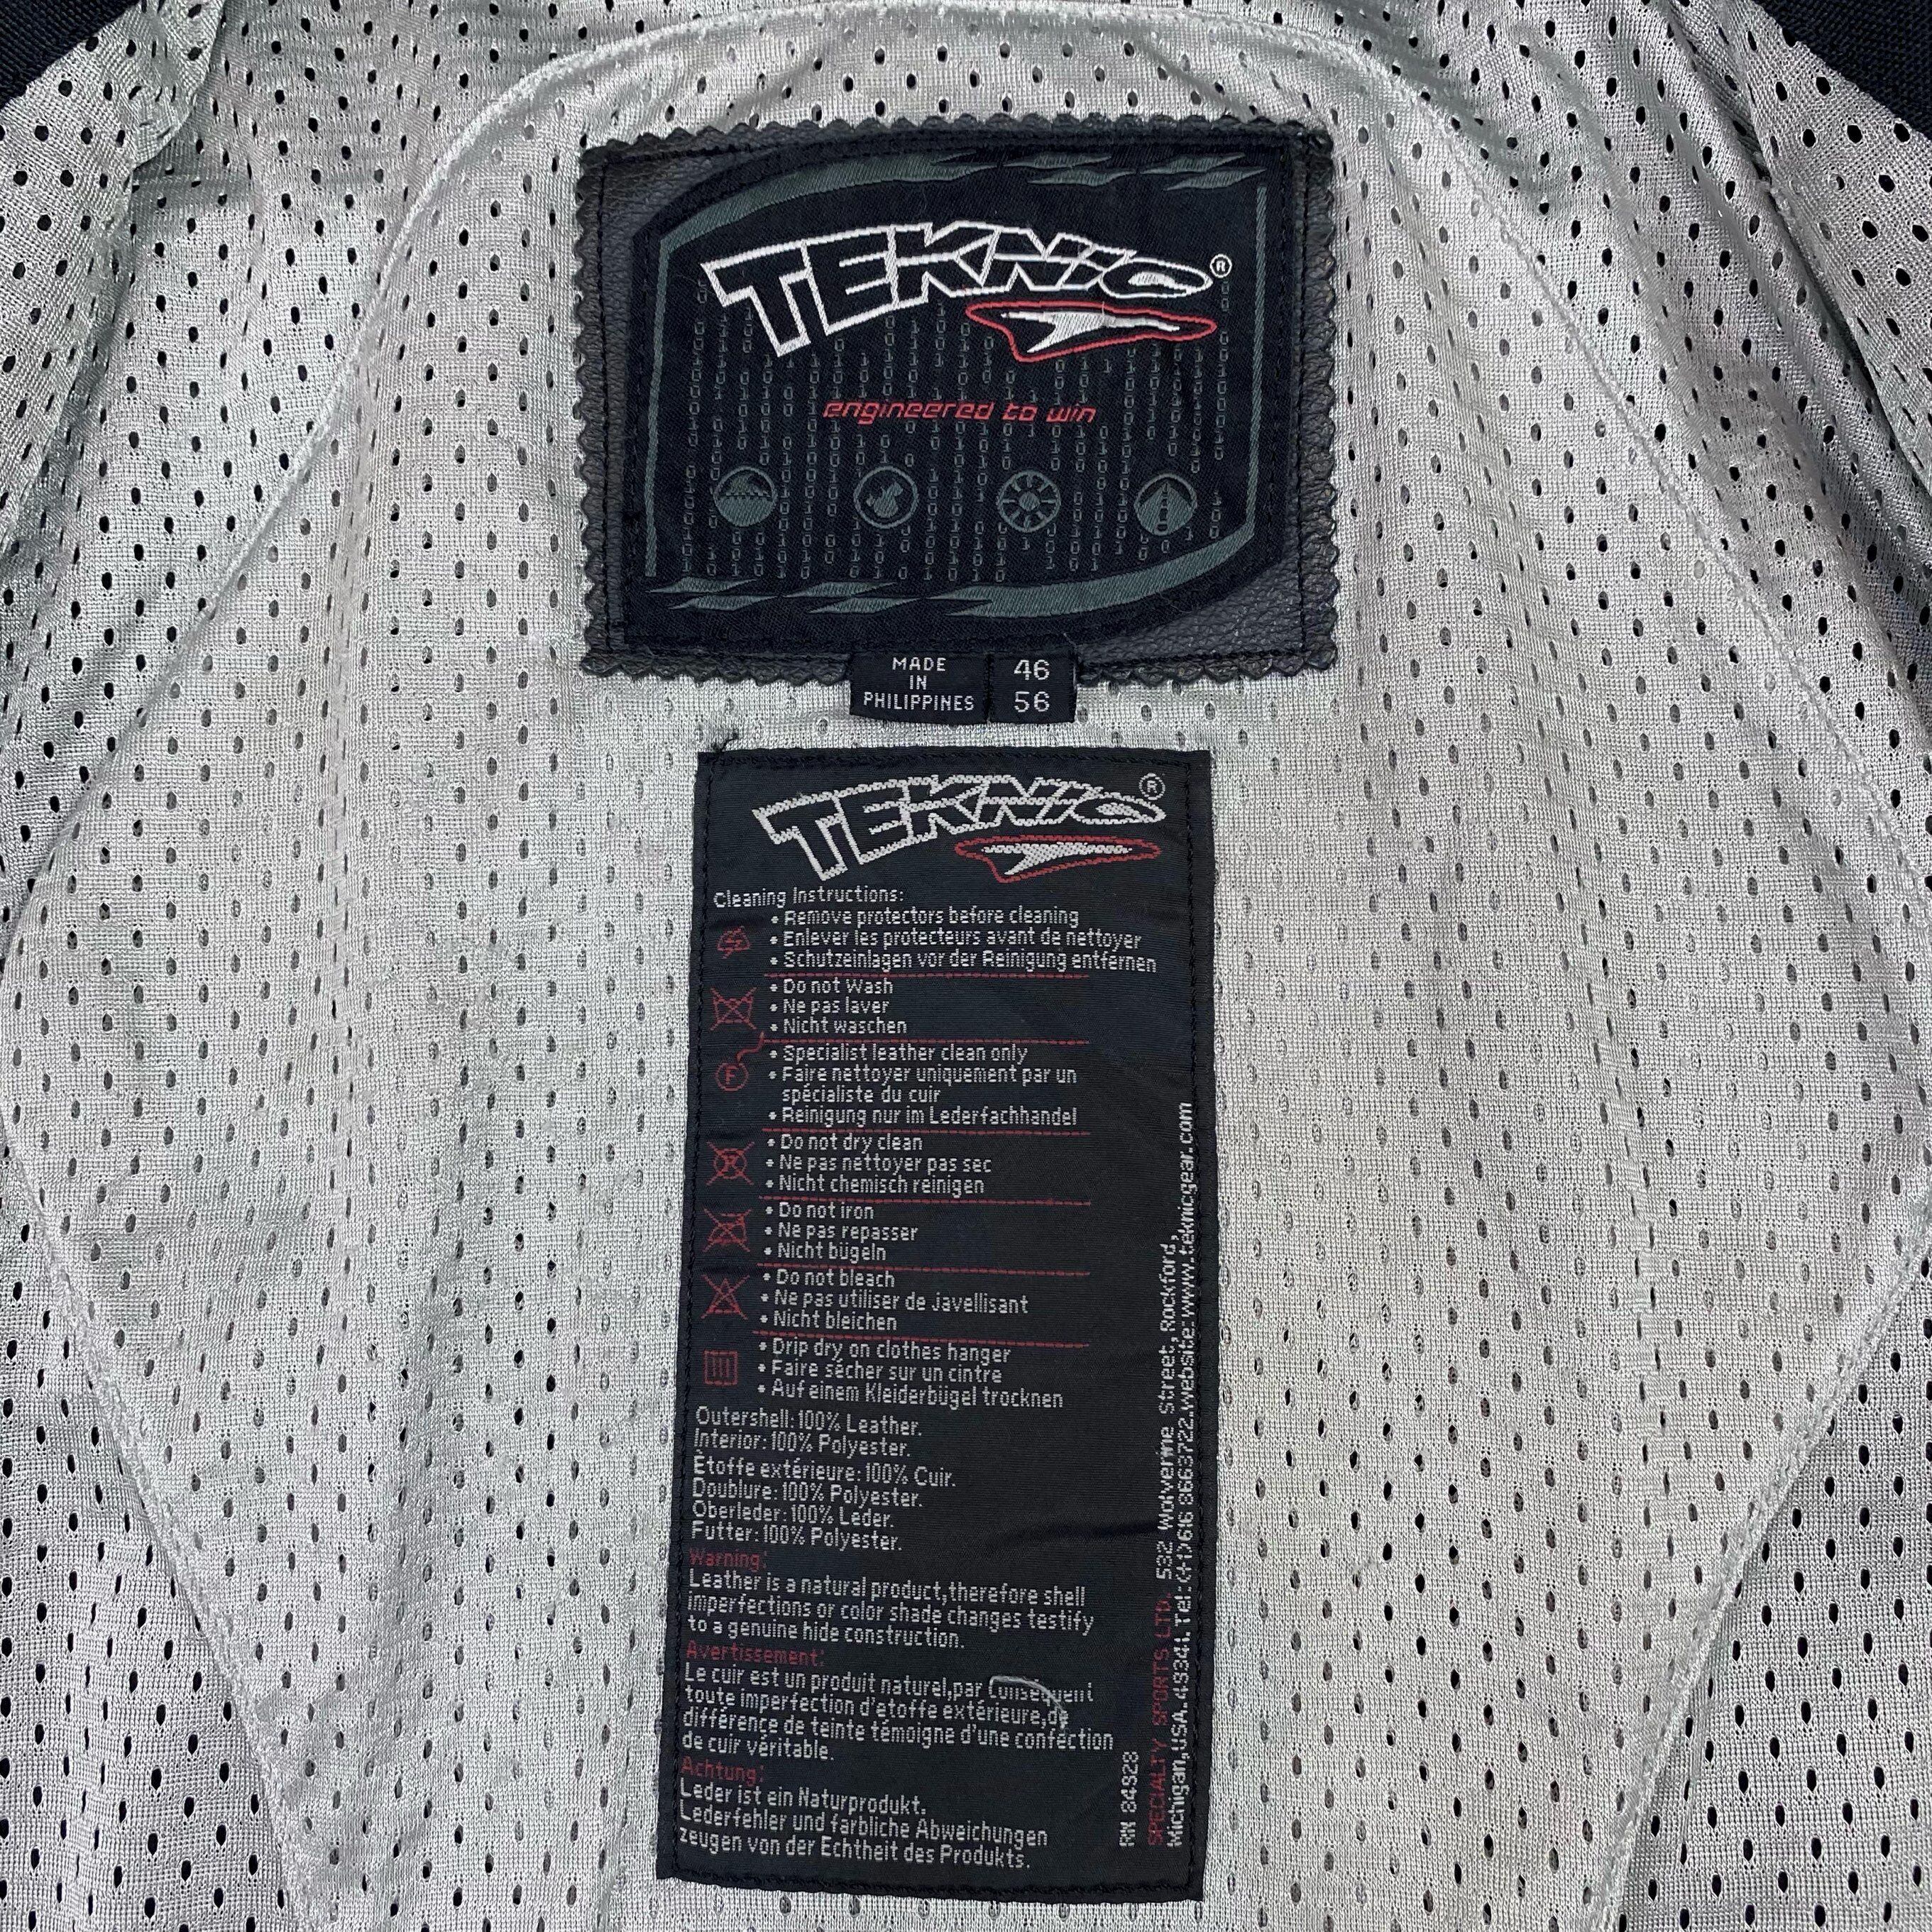 TEKNIC®
engineered to win
MADE
IN
PHILIPPINES
46
56
TEKNIC®
Cleaning Instructions:
• Remove protectors before cleaning
• Enlever les protecteurs avant de nettoyer
• Schutzeinlagen vor der Reinigung entfernen
• Do not Wash
• Ne pas laver
• Nicht waschen
• Specialist leather clean only
F
• Faire nettoyer uniquement par un
spécialiste du cuir
• Reinigung nur im Lederfachhandel
• Do not dry clean
• Ne pas nettoyer pas sec
• Nicht chemisch reinigen
• Do not iron
• Ne pas repasser
• Nicht bügeln
• Do not bleach
• Ne pas utiliser de Javellisant
• Nicht bleichen
• Drip dry on clothes hanger
• Faire sécher sur un cintre
• Auf einem Kleiderbügel trocknen
Outershell:100% Leather.
Interior:100% Polyester.
Ètoffe extérieure:100% Cuir.
Doublure:100% Polyester.
Oberleder:100% Leder.
Futter:100% Polyester.
Warning:
Leather is a natural product,therefore shell
imperfections or color shade changes testify
to a genuine hide construction.
Avertissement:
Le cuir est un produit naturel,par conséquent
toute imperfection d'étoffe extérieure,de
différence de teinte témoigne d'une confection
de cuir véritable.
Achtung:
Leder ist ein Naturprodukt.
Lederfehler und farbliche Abweichungen
zeugen von der Echtheit des Produkts.
RN 84928
SPECIALTY SPORTS LTD. 532 Wolverine Street,Rockford,
Michigan,USA.49341.Tel:(+1)616 8663722.website:www.teknicgear.com